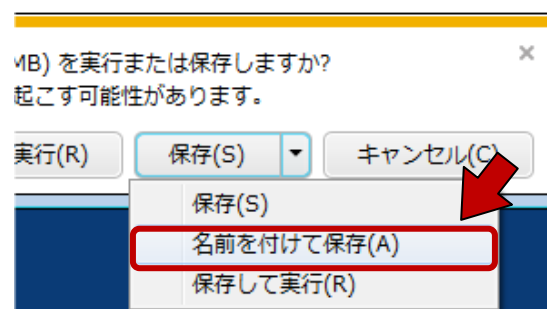 MB) を実行または保存しますか?
起こす可能性があります。
実行(R) 保存(S) キャンセル(C)
保存(S)
名前を付けて保存(A)
保存して実行(R)